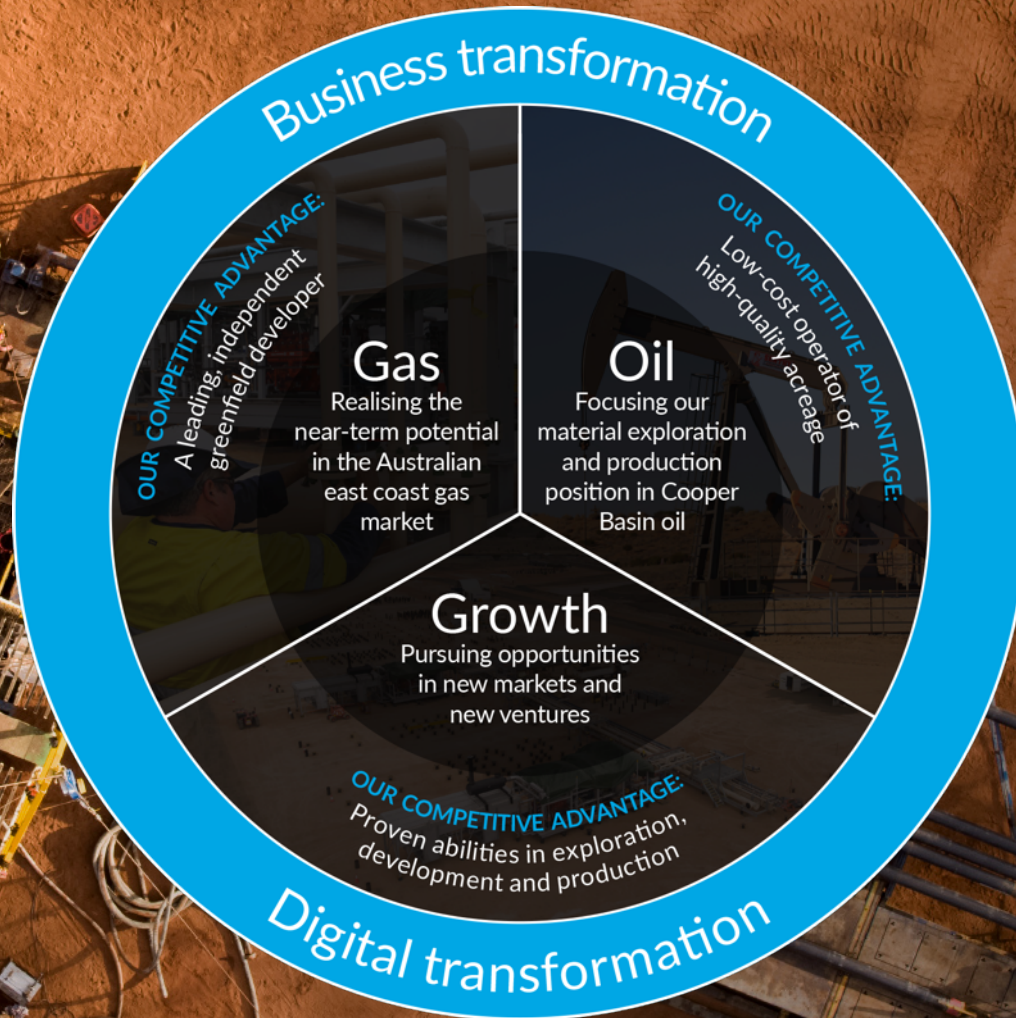 Business transformation
OUR COMPETITIVE ADVANTAGE:
A leading, independent
greenfield developer
Gas
Realising the
near-term potential
in the Australian
east coast gas
market
OUR COMPETITIVE ADVANTAGE:
Low-cost operator of
high-quality acreage
Oil
Focusing our
material exploration
and production
position in Cooper
Basin oil
Growth
Pursuing opportunities
in new markets and
new ventures
OUR COMPETITIVE ADVANTAGE:
Proven abilities in exploration,
development and production
Digital transformation